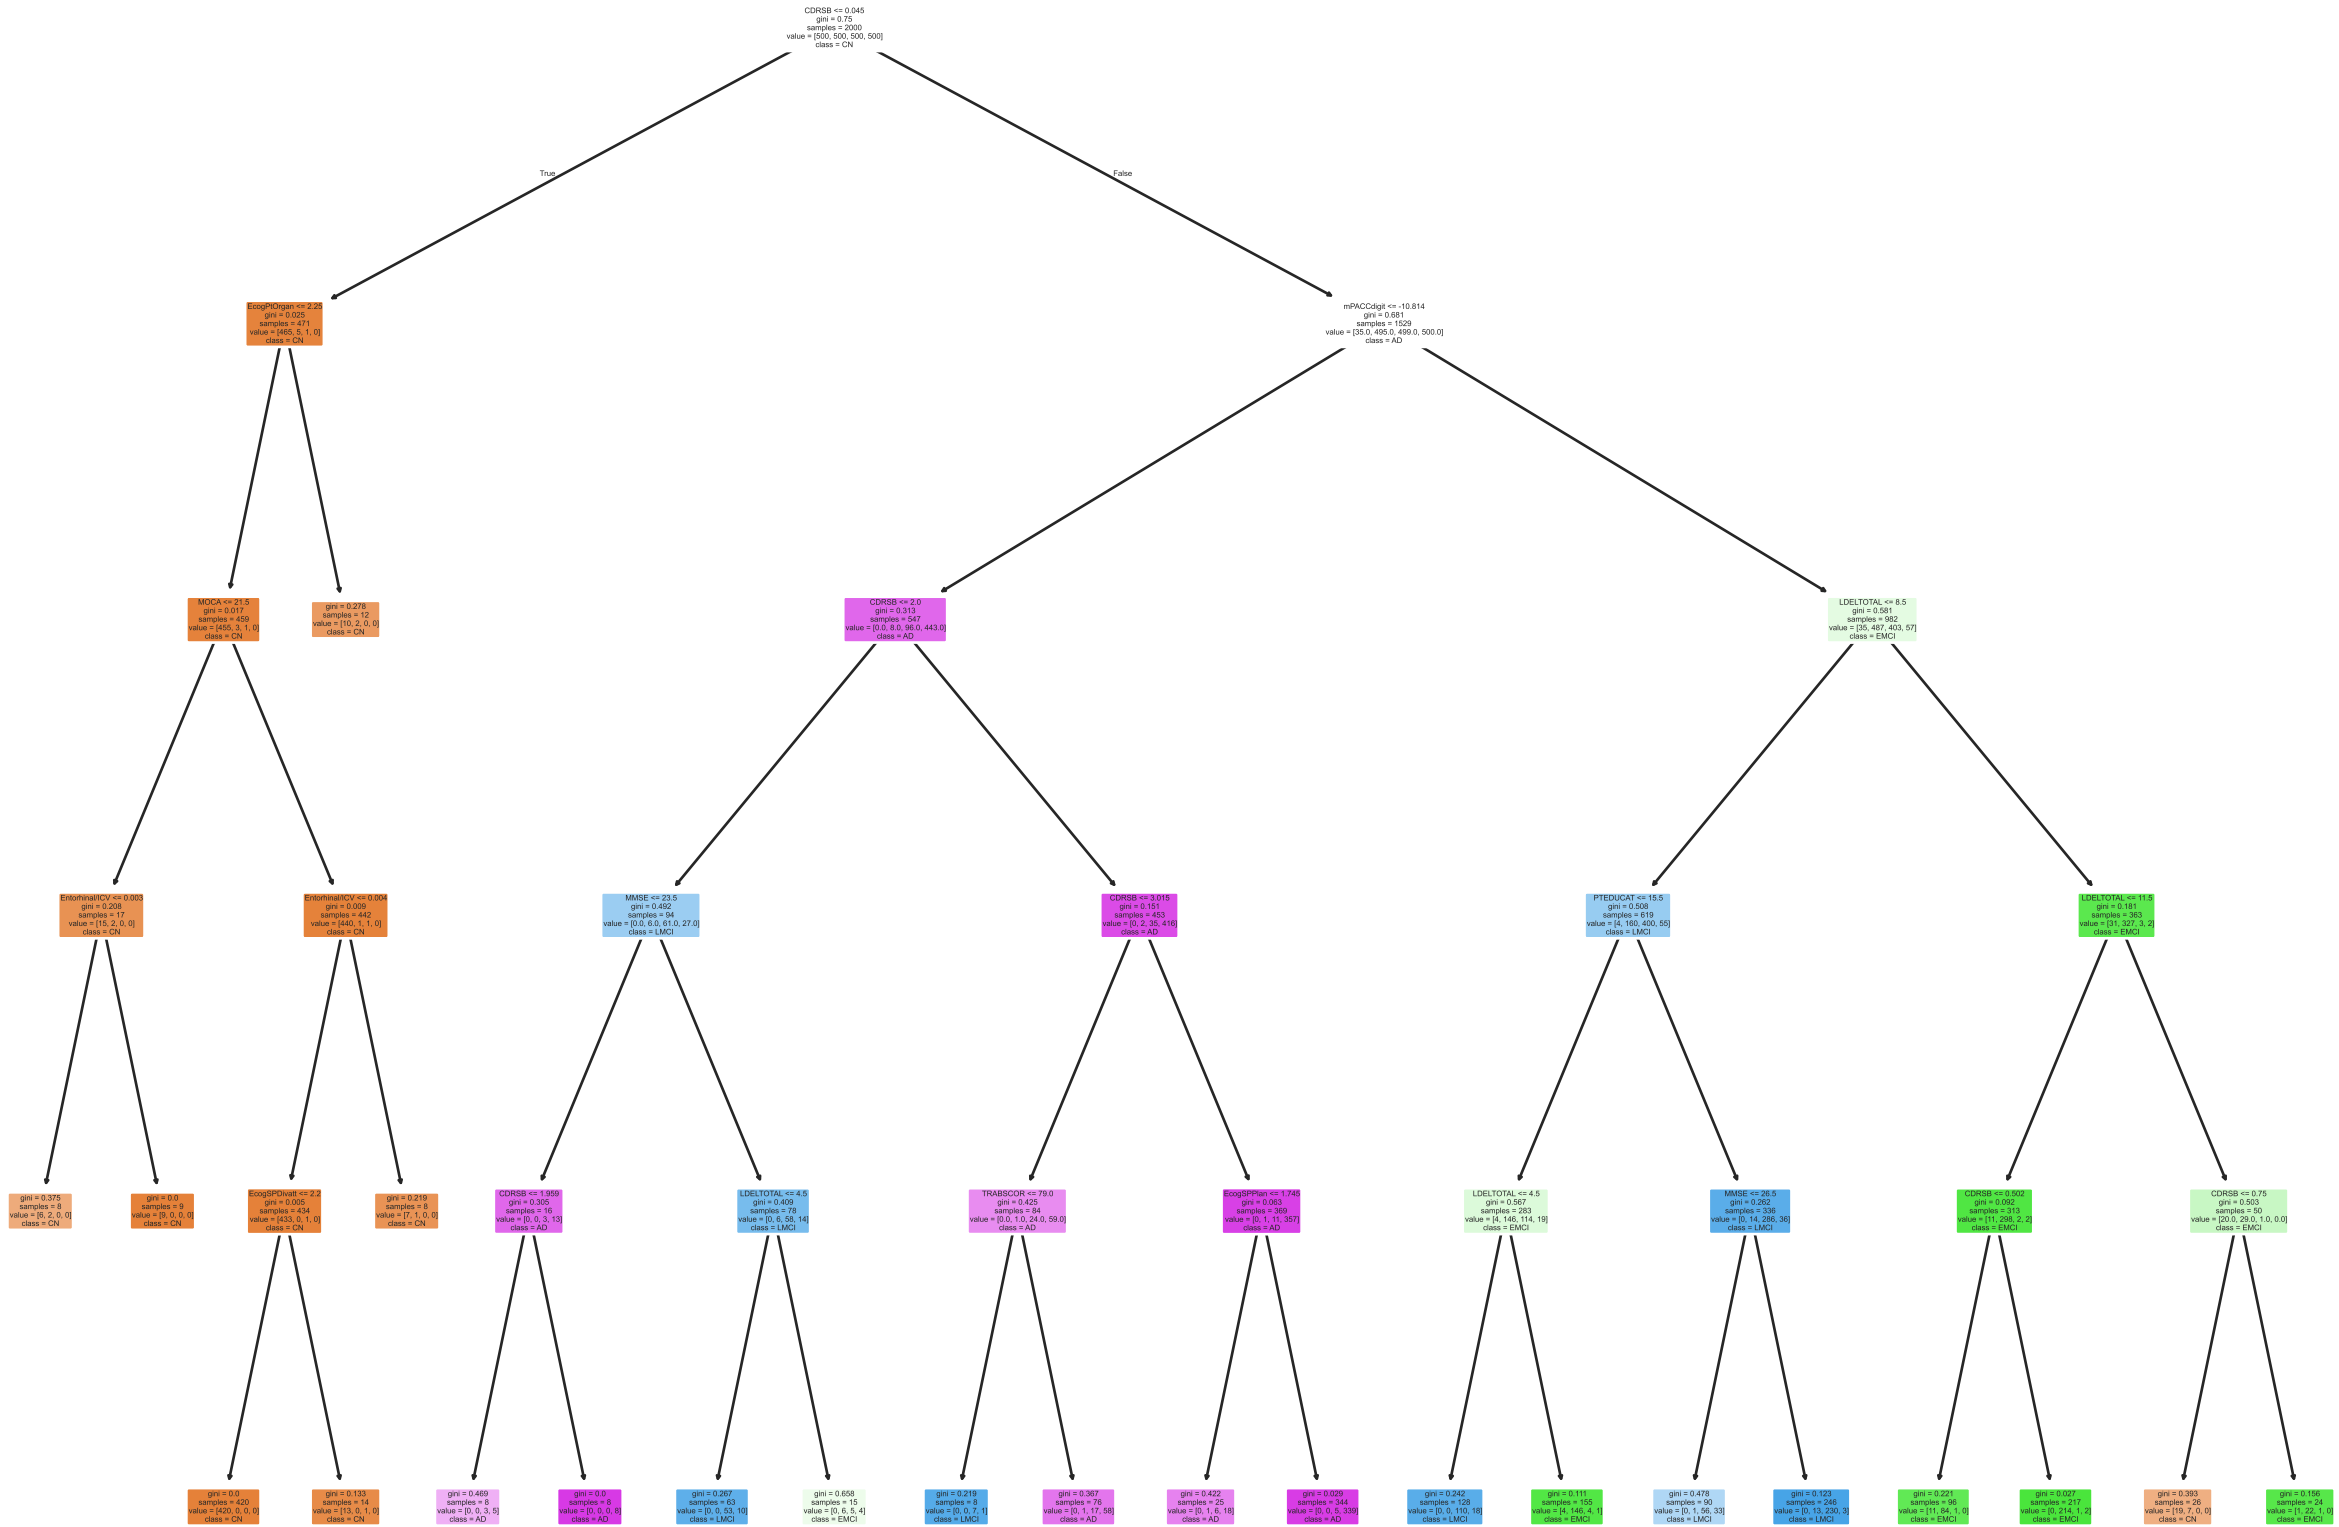 CDRSB <= 0.045
gini = 0.75
samples = 2000
value = [500, 500, 500, 500]
class = CN
True
False
EcogPtOrgan <= 2.25
gini = 0.025
samples = 471
value = [465, 5, 1, 0]
class = CN
mPACCdigit <= -10.814
gini = 0.681
samples = 1529
value = [35.0, 495.0, 499.0, 500.0]
class = AD
MOCA <= 21.5
gini = 0.017
samples = 459
value = [455, 3, 1, 0]
class = CN
gini = 0.278
samples = 12
value = [10, 2, 0, 0]
class = CN
CDRSB <= 2.0
gini = 0.313
samples = 547
value = [0.0, 8.0, 96.0, 443.0]
class = AD
LDELTOTAL <= 8.5
gini = 0.581
samples = 982
value = [35, 487, 403, 57]
class = EMCI
Entorhinal/ICV <= 0.003
gini = 0.208
samples = 17
value = [15, 2, 0, 0]
class = CN
Entorhinal/ICV <= 0.004
gini = 0.009
samples = 442
value = [440, 1, 1, 0]
class = CN
MMSE <= 23.5
gini = 0.492
samples = 94
value = [0.0, 6.0, 61.0, 27.0]
class = LMCI
CDRSB <= 3.015
gini = 0.151
samples = 453
value = [0, 2, 35, 416]
class = AD
PTEDUCAT <= 15.5
gini = 0.508
samples = 619
value = [4, 160, 400, 55]
class = LMCI
LDELTOTAL <= 11.5
gini = 0.181
samples = 363
value = [31, 327, 3, 2]
class = EMCI
gini = 0.375
samples = 8
value = [6, 2, 0, 0]
class = CN
gini = 0.0
samples = 9
value = [9, 0, 0, 0]
class = CN
EcogSPDivatt <= 2.2
gini = 0.005
samples = 434
value = [433, 0, 1, 0]
class = CN
gini = 0.219
samples = 8
value = [7, 1, 0, 0]
class = CN
CDRSB <= 1.959
gini = 0.305
samples = 16
value = [0, 0, 3, 13]
class = AD
LDELTOTAL <= 4.5
gini = 0.409
samples = 78
value = [0, 6, 58, 14]
class = LMCI
TRABSCOR <= 79.0
gini = 0.425
samples = 84
value = [0.0, 1.0, 24.0, 59.0]
class = AD
EcogSPPlan <= 1.745
gini = 0.063
samples = 369
value = [0, 1, 11, 357]
class = AD
LDELTOTAL <= 4.5
gini = 0.567
samples = 283
value = [4, 146, 114, 19]
class = EMCI
MMSE <= 26.5
gini = 0.262
samples = 336
value = [0, 14, 286, 36]
class = LMCI
CDRSB <= 0.502
gini = 0.092
samples = 313
value = [11, 298, 2, 2]
class = EMCI
CDRSB <= 0.75
gini = 0.503
samples = 50
value = [20.0, 29.0, 1.0, 0.0]
class = EMCI
gini = 0.0
samples = 420
value = [420, 0, 0, 0]
class = CN
gini = 0.133
samples = 14
value = [13, 0, 1, 0]
class = CN
gini = 0.469
samples = 8
value = [0, 0, 3, 5]
class = AD
gini = 0.0
samples = 8
value = [0, 0, 0, 8]
class = AD
gini = 0.267
samples = 63
value = [0, 0, 53, 10]
class = LMCI
gini = 0.658
samples = 15
value = [0, 6, 5, 4]
class = EMCI
gini = 0.219
samples = 8
value = [0, 0, 7, 1]
class = LMCI
gini = 0.367
samples = 76
value = [0, 1, 17, 58]
class = AD
gini = 0.422
samples = 25
value = [0, 1, 6, 18]
class = AD
gini = 0.029
samples = 344
value = [0, 0, 5, 339]
class = AD
gini = 0.242
samples = 128
value = [0, 0, 110, 18]
class = LMCI
gini = 0.111
samples = 155
value = [4, 146, 4, 1]
class = EMCI
gini = 0.478
samples = 90
value = [0, 1, 56, 33]
class = LMCI
gini = 0.123
samples = 246
value = [0, 13, 230, 3]
class = LMCI
gini = 0.221
samples = 96
value = [11, 84, 1, 0]
class = EMCI
gini = 0.027
samples = 217
value = [0, 214, 1, 2]
class = EMCI
gini = 0.393
samples = 26
value = [19, 7, 0, 0]
class = CN
gini = 0.156
samples = 24
value = [1, 22, 1, 0]
class = EMCI